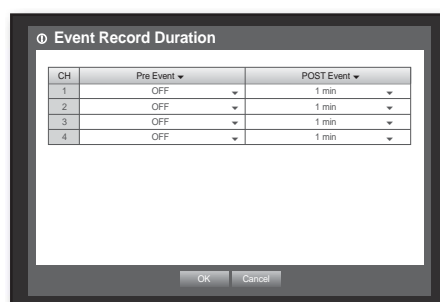 Event Record Duration
CH Pre Event POST Event
1 OFF 1 min
2 OFF 1 min
3 OFF 1 min
4 OFF 1 min
OK Cancel